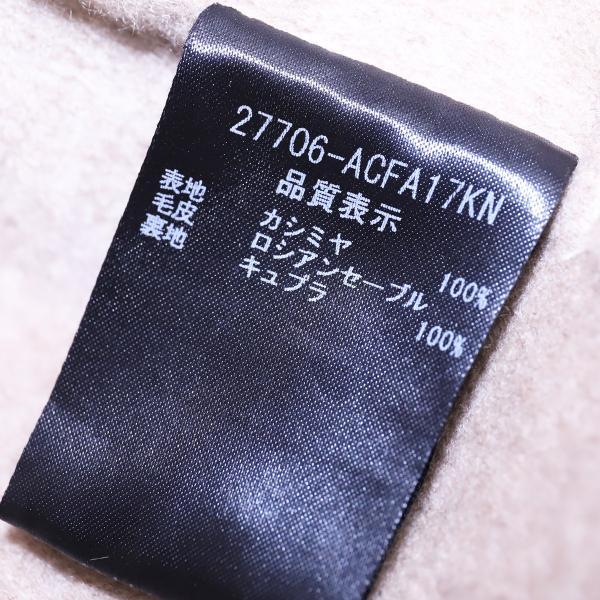 27706-ACFA17KN
品質表示
表地 カシミヤ 100%
毛皮 ロシアンセーブル
裏地 キュプラ 100%